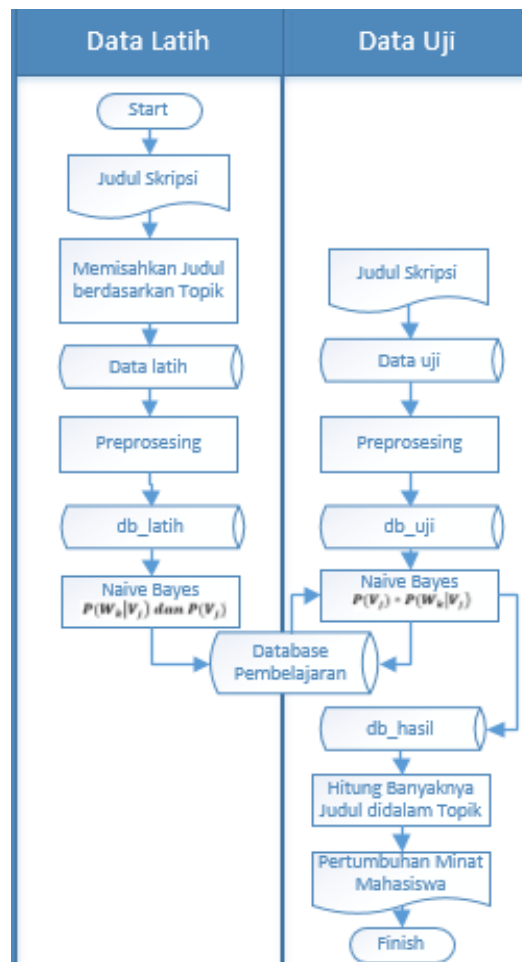 Data Latih
Start
Judul Skripsi
Memisahkan Judul
berdasarkan Topik
Data latih
Preprosesing
db_latih
Naive Bayes
P(Wₖ|Vⱼ) dan P(Vⱼ)
Database
Pembelajaran
Data Uji
Judul Skripsi
Data uji
Preprosesing
db_uji
Naive Bayes
P(Vⱼ) * P(Wₖ|Vⱼ)
db_hasil
Hitung Banyaknya
Judul didalam Topik
Pertumbuhan Minat
Mahasiswa
Finish